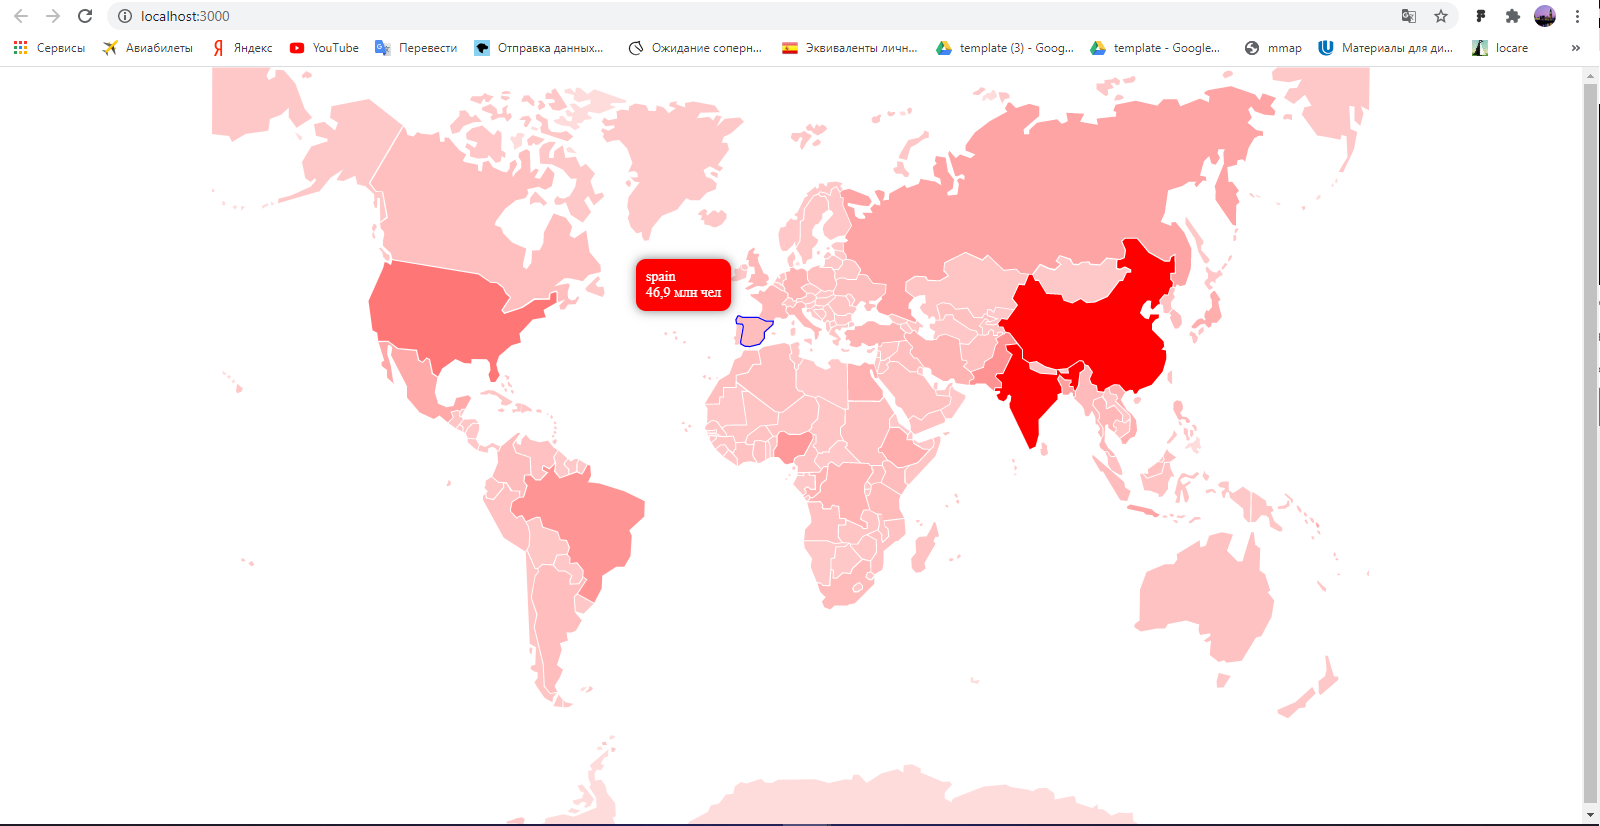 localhost:3000
Сервисы
Авиабилеты
Яндекс
YouTube
Перевести
Отправка данных...
Ожидание соперн...
Эквиваленты личн...
template (3) - Goog...
template - Google...
mmap
Материалы для ди...
locare
»
spain
46,9 млн чел